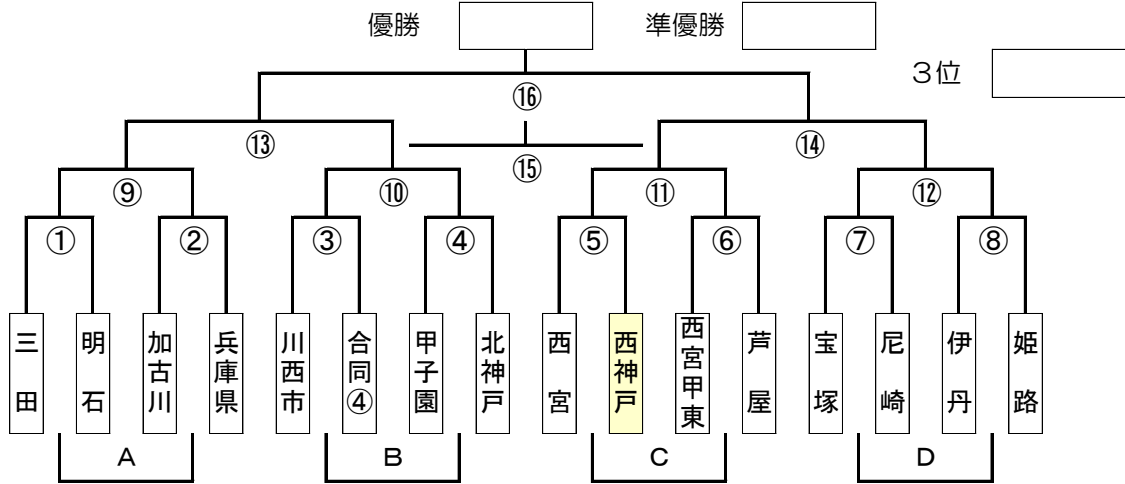 優勝 準優勝
３位
⑯
⑬ ⑮ ⑭
⑨ ⑩ ⑪ ⑫
① ② ③ ④ ⑤ ⑥ ⑦ ⑧
三田
明石
加古川
兵庫県
川西市
合同④
甲子園
北神戸
西宮
西神戸
西宮甲東
芦屋
宝塚
尼崎
伊丹
姫路
A B C D